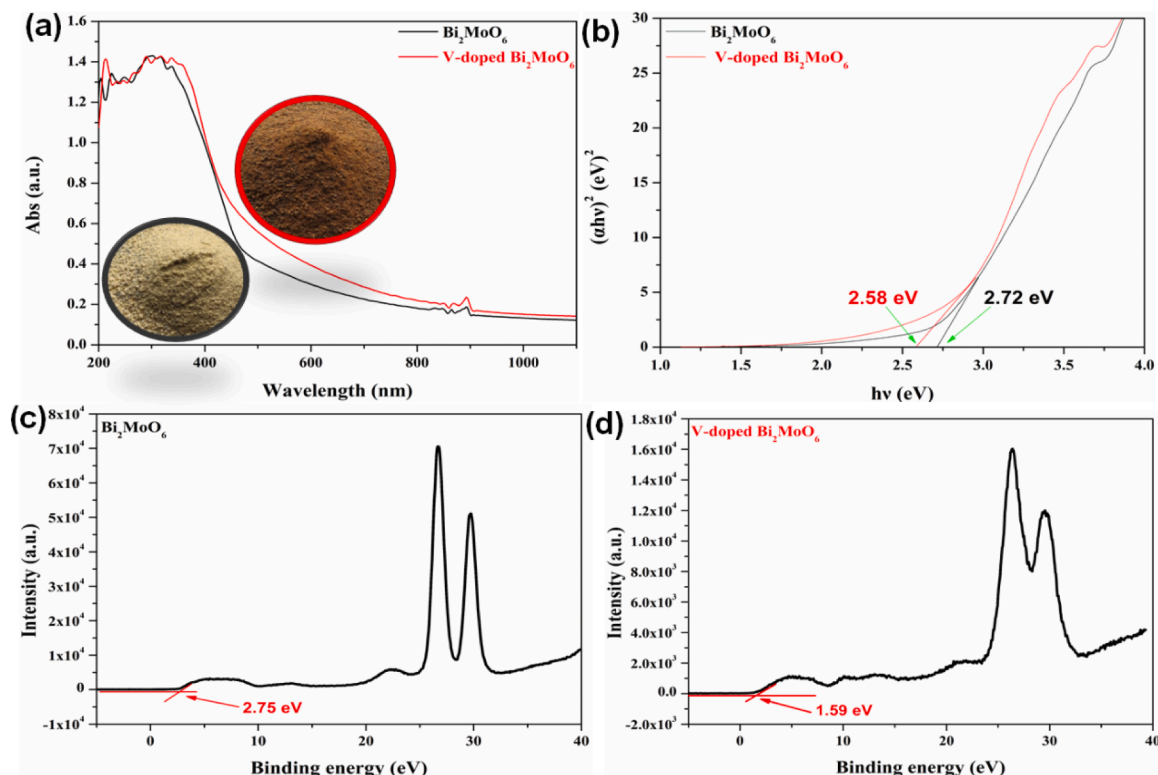 (a)
Bi₂MoO₆
V-doped Bi₂MoO₆
1.6
1.4
1.2
1.0
0.8
0.6
0.4
0.2
0.0
Abs (a.u.)
200 400 600 800 1000
Wavelength (nm)
(b)
Bi₂MoO₆
V-doped Bi₂MoO₆
30
25
20
15
10
5
0
(αhν)² (eV)²
2.58 eV
2.72 eV
1.0 1.5 2.0 2.5 3.0 3.5 4.0
hν (eV)
(c)
Bi₂MoO₆
8x10⁴
7x10⁴
6x10⁴
5x10⁴
4x10⁴
3x10⁴
2x10⁴
1x10⁴
0
-1x10⁴
Intensity (a.u.)
2.75 eV
0 10 20 30 40
Binding energy (eV)
(d)
V-doped Bi₂MoO₆
1.8x10⁴
1.6x10⁴
1.4x10⁴
1.2x10⁴
1.0x10⁴
8.0x10³
6.0x10³
4.0x10³
2.0x10³
0.0
-2.0x10³
Intensity (a.u.)
1.59 eV
0 10 20 30 40
Binding energy (eV)